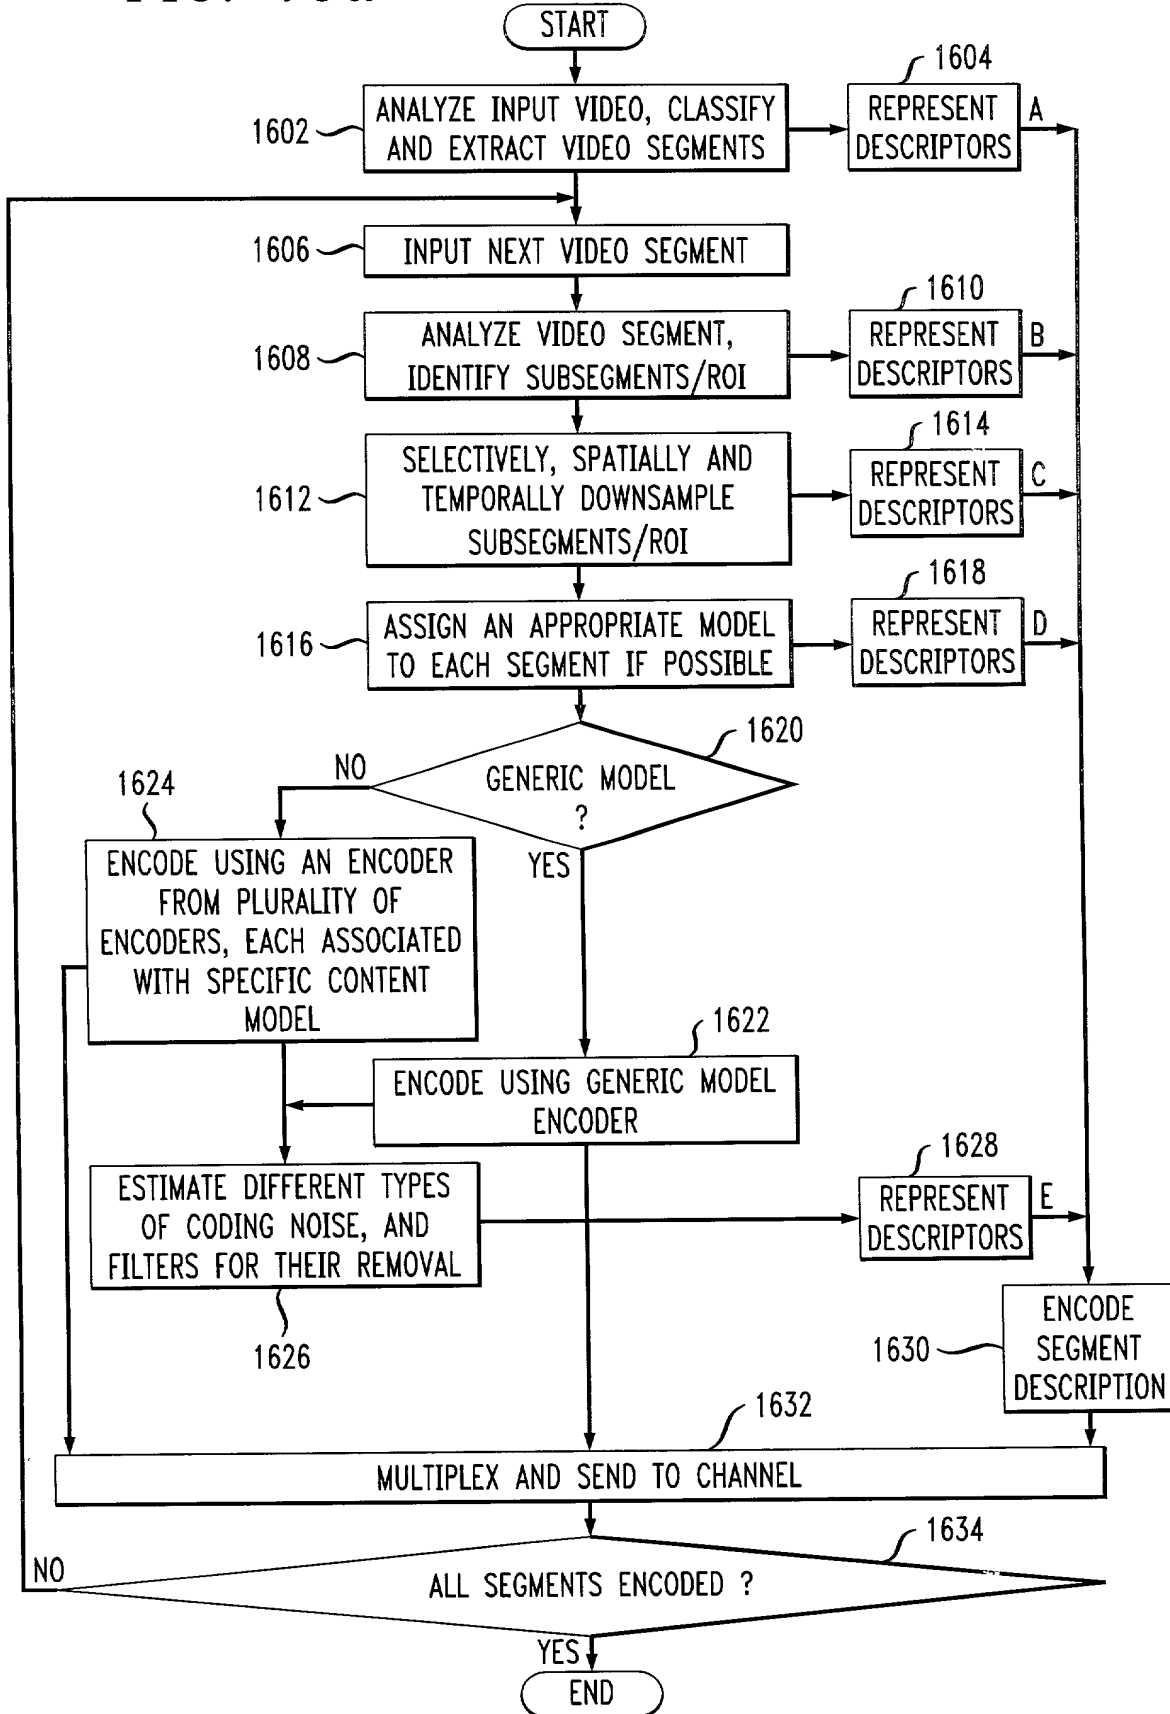 START
1604
ANALYZE INPUT VIDEO, CLASSIFY
AND EXTRACT VIDEO SEGMENTS
1602
REPRESENT
DESCRIPTORS
A
1606
INPUT NEXT VIDEO SEGMENT
1610
1608
ANALYZE VIDEO SEGMENT,
IDENTIFY SUBSEGMENTS/ROI
REPRESENT
DESCRIPTORS
B
1614
1612
SELECTIVELY, SPATIALLY AND
TEMPORALLY DOWNSAMPLE
SUBSEGMENTS/ROI
REPRESENT
DESCRIPTORS
C
1618
1616
ASSIGN AN APPROPRIATE MODEL
TO EACH SEGMENT IF POSSIBLE
REPRESENT
DESCRIPTORS
D
1620
GENERIC MODEL
?
NO
YES
1624
ENCODE USING AN ENCODER
FROM PLURALITY OF
ENCODERS, EACH ASSOCIATED
WITH SPECIFIC CONTENT
MODEL
1622
ENCODE USING GENERIC MODEL
ENCODER
ESTIMATE DIFFERENT TYPES
OF CODING NOISE, AND
FILTERS FOR THEIR REMOVAL
1626
1628
REPRESENT
DESCRIPTORS
E
1630
ENCODE
SEGMENT
DESCRIPTION
1632
MULTIPLEX AND SEND TO CHANNEL
1634
ALL SEGMENTS ENCODED ?
NO
YES
END